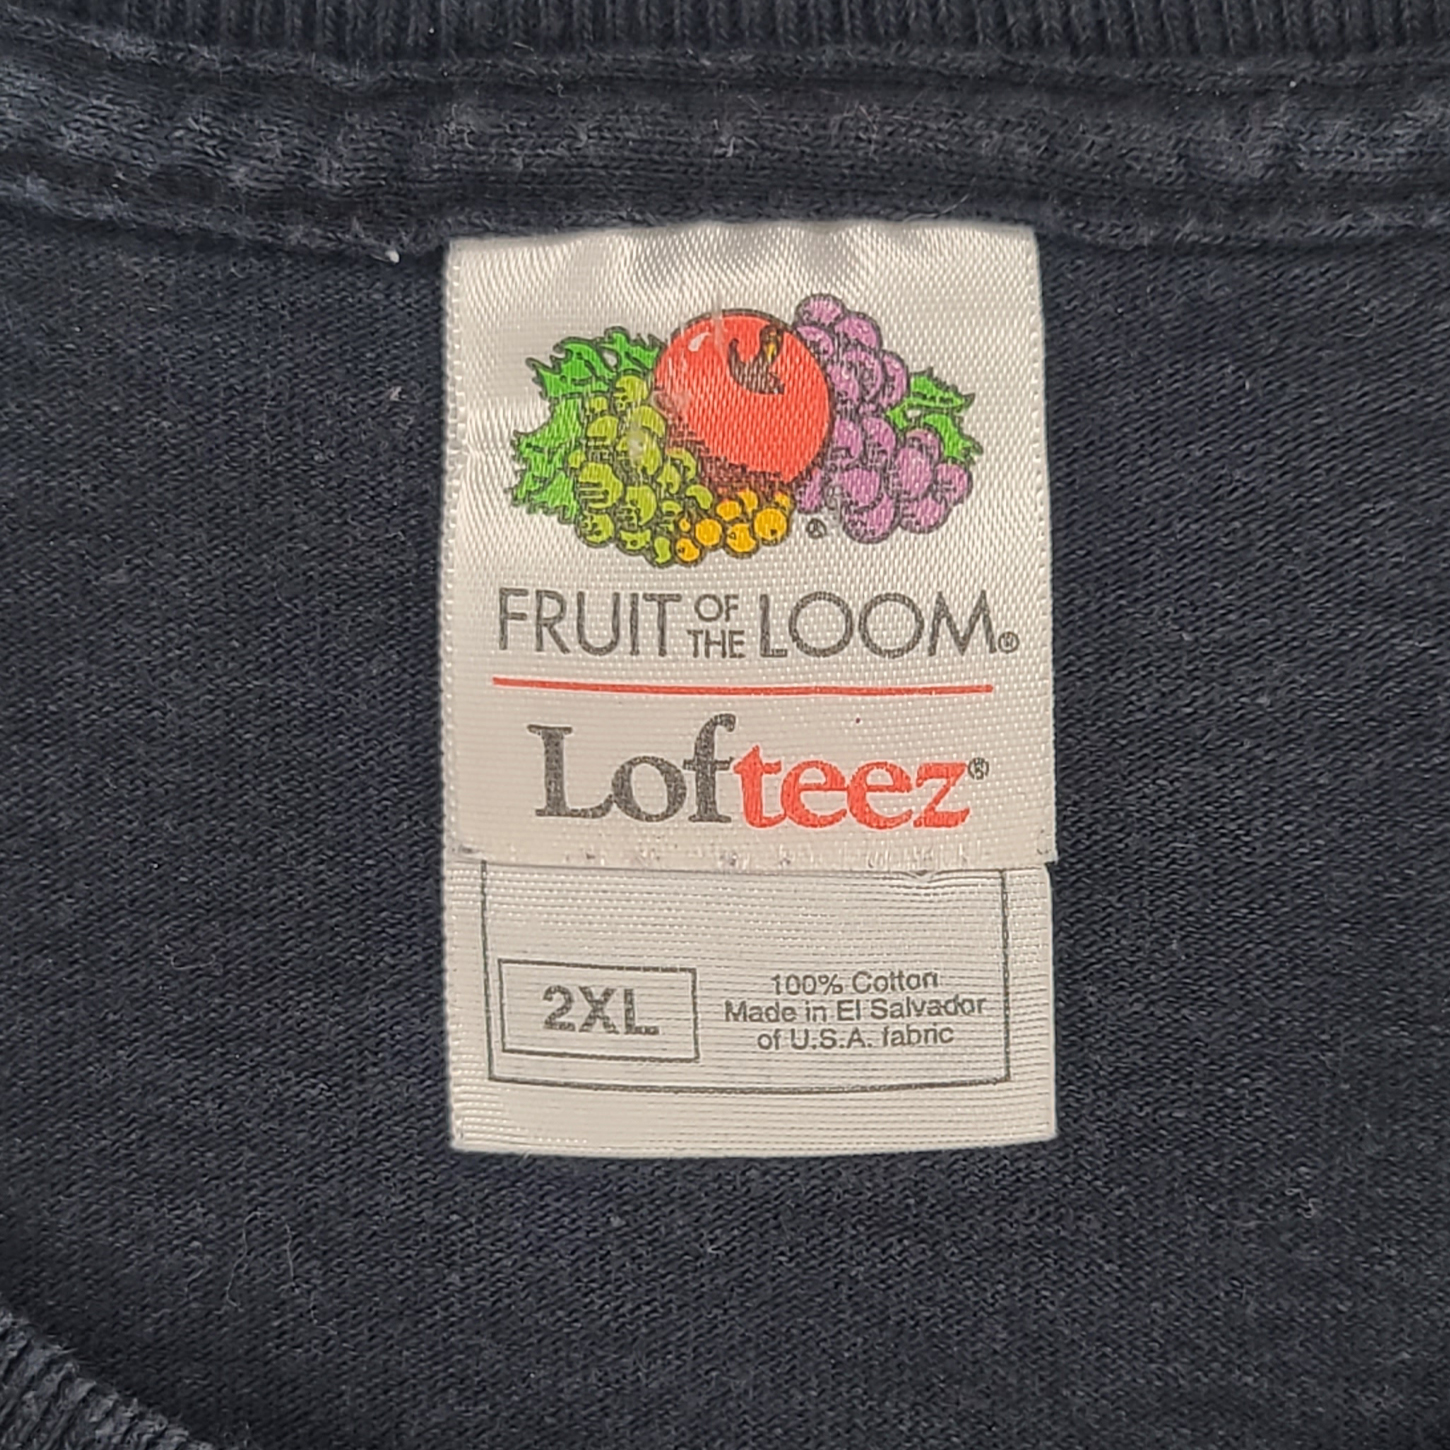 ®
FRUIT OF THE LOOM®
Lofteez®
2XL
100% Cotton
Made in El Salvador
of U.S.A. fabric